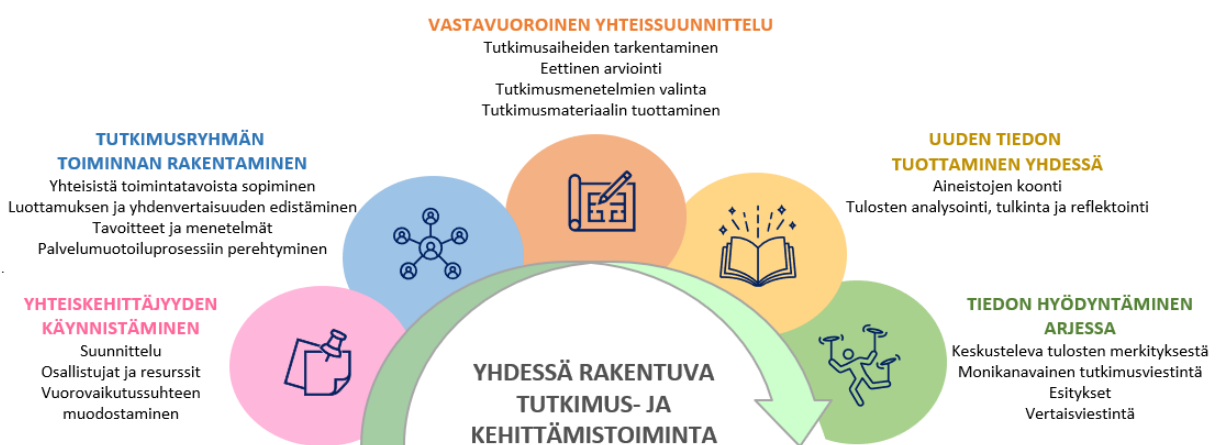 VASTAVUOROINEN YHTEISSUUNNITTELU
Tutkimusaiheiden tarkentaminen
Eettinen arviointi
Tutkimusmenetelmien valinta
Tutkimusmateriaalin tuottaminen
TUTKIMUSRYHMÄN
TOIMINNAN RAKENTAMINEN
Yhteisistä toimintatavoista sopiminen
Luottamuksen ja yhdenvertaisuuden edistäminen
Tavoitteet ja menetelmät
Palvelumuotoiluprosessiin perehtyminen
UUDEN TIEDON
TUOTTAMINEN YHDESSÄ
Aineistojen koonti
Tulosten analysointi, tulkinta ja reflektointi
YHTEISKEHITTÄJYYDEN
KÄYNNISTÄMINEN
Suunnittelu
Osallistujat ja resurssit
Vuorovaikutussuhteen
muodostaminen
TIEDON HYÖDYNTÄMINEN
ARJESSA
Keskusteleva tulosten merkityksestä
Monikanavainen tutkimusviestintä
Esitykset
Vertaisviestintä
YHDESSÄ RAKENTUVA
TUTKIMUS- JA
KEHITTÄMISTOIMINTA